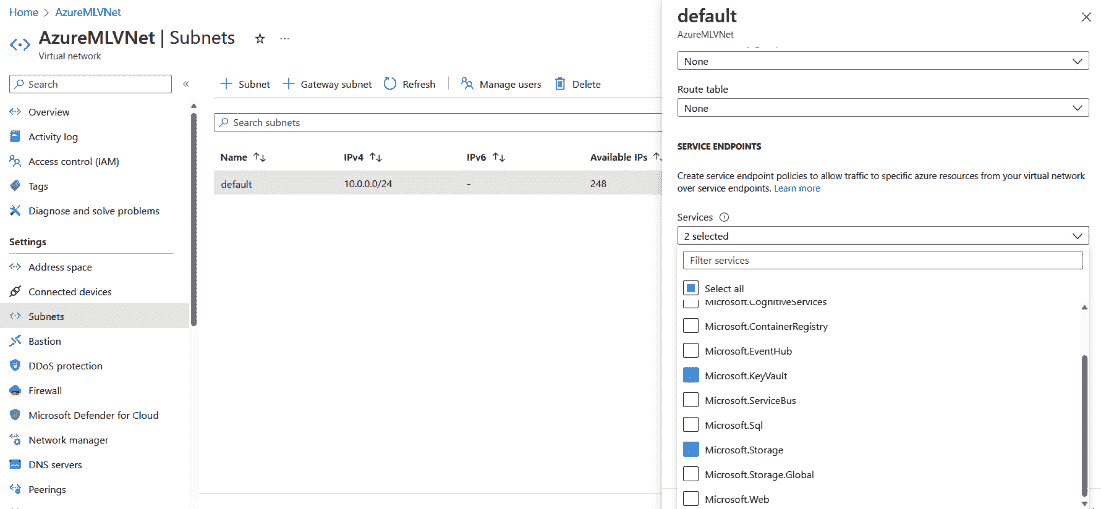 Home > AzureMLVNet
AzureMLVNet | Subnets
Virtual network
Search
Overview
Activity log
Access control (IAM)
Tags
Diagnose and solve problems
Settings
Address space
Connected devices
Subnets
Bastion
DDoS protection
Firewall
Microsoft Defender for Cloud
Network manager
DNS servers
Peerings
+ Subnet + Gateway subnet Refresh Manage users Delete
Search subnets
Name IPv4 IPv6 Available IPs
default 10.0.0.0/24 - 248
default
AzureMLVNet
None
Route table
None
SERVICE ENDPOINTS
Create service endpoint policies to allow traffic to specific azure resources from your virtual network
over service endpoints. Learn more
Services
2 selected
Filter services
Select all
Microsoft.CognitiveServices
Microsoft.ContainerRegistry
Microsoft.EventHub
Microsoft.KeyVault
Microsoft.ServiceBus
Microsoft.Sql
Microsoft.Storage
Microsoft.Storage.Global
Microsoft.Web